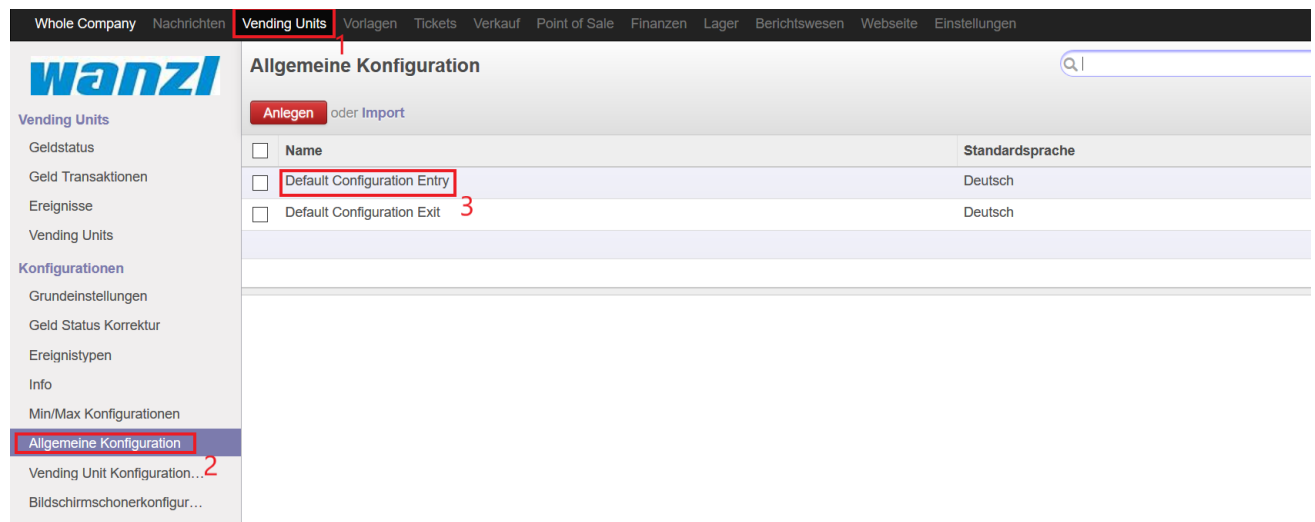 Whole Company Nachrichten Vending Units Vorlagen Tickets Verkauf Point of Sale Finanzen Lager Berichtswesen Webseite Einstellungen
1
wanzl
Allgemeine Konfiguration
Anlegen oder Import
Vending Units
Geldstatus
Geld Transaktionen
Ereignisse
Vending Units
Konfigurationen
Grundeinstellungen
Geld Status Korrektur
Ereignistypen
Info
Min/Max Konfigurationen
Allgemeine Konfiguration
2
Vending Unit Konfiguration…
Bildschirmschonerkonfigur…
Name Standardsprache
Default Configuration Entry Deutsch
3
Default Configuration Exit Deutsch